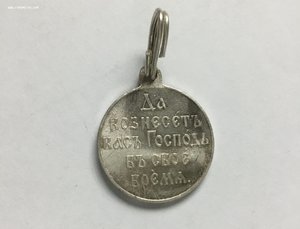 Да
вознесетъ
васъ Господь
въ свое
время.